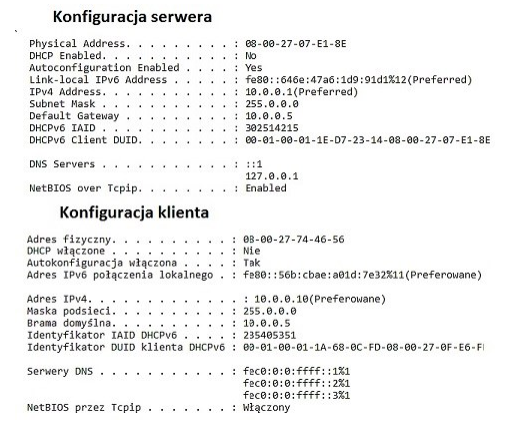 Konfiguracja serwera
Physical Address. . . . . . . . . : 08-00-27-07-E1-8E
DHCP Enabled. . . . . . . . . . . : No
Autoconfiguration Enabled . . . . : Yes
Link-local IPv6 Address . . . . . : fe80::646e:47a6:1d9:91d1%12(Preferred)
IPv4 Address. . . . . . . . . . . : 10.0.0.1(Preferred)
Subnet Mask . . . . . . . . . . . : 255.0.0.0
Default Gateway . . . . . . . . . : 10.0.0.5
DHCPv6 IAID . . . . . . . . . . . : 302514215
DHCPv6 Client DUID. . . . . . . . : 00-01-00-01-1E-D7-23-14-08-00-27-07-E1-8E
DNS Servers . . . . . . . . . . . : ::1
127.0.0.1
NetBIOS over Tcpip. . . . . . . . : Enabled
Konfiguracja klienta
Adres fizyczny. . . . . . . . . . : 0B-00-27-74-46-56
DHCP włączone . . . . . . . . . . : Nie
Autokonfiguracja włączona . . . . : Tak
Adres IPv6 połączenia lokalnego . : fe80::56b:cbae:a01d:7e32%11(Preferowane)
Adres IPv4. . . . . . . . . . . . : 10.0.0.10(Preferowane)
Maska podsieci. . . . . . . . . . : 255.0.0.0
Brama domyślna. . . . . . . . . . : 10.0.0.5
Identyfikator IAID DHCPv6 . . . . : 235405351
Identyfikator DUID klienta DHCPv6 : 00-01-00-01-1A-68-0C-FD-08-00-27-0F-E6-F
Serwery DNS . . . . . . . . . . . : fec0:0:0:ffff::1%1
fec0:0:0:ffff::2%1
fec0:0:0:ffff::3%1
NetBIOS przez Tcpip . . . . . . . : Włączony